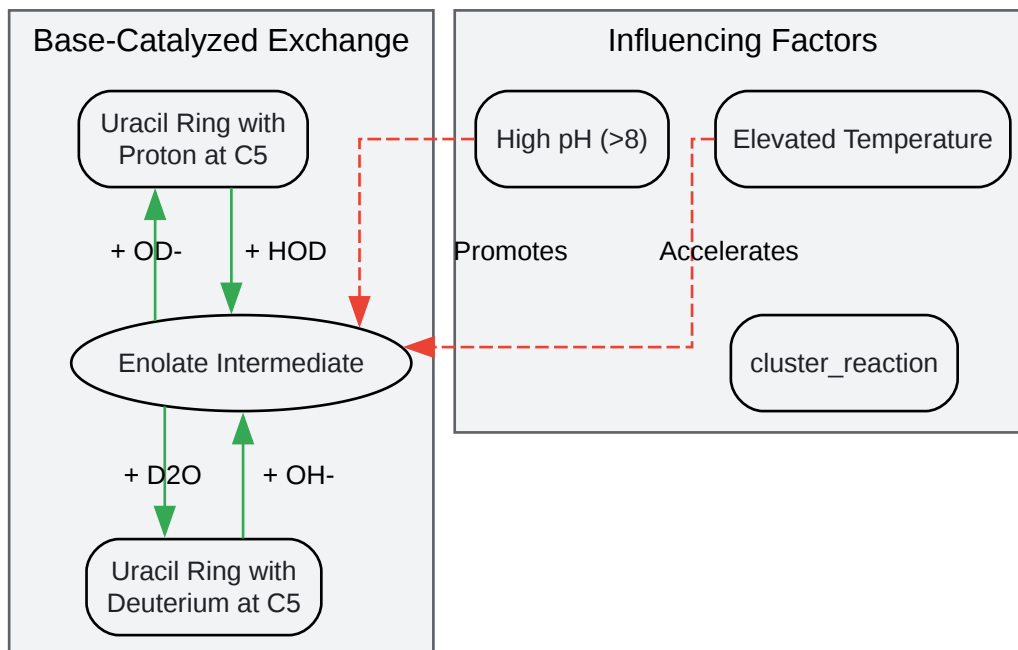 Base-Catalyzed Exchange
Uracil Ring with
Proton at C5
+ OD-
+ HOD
Enolate Intermediate
+ D2O
+ OH-
Uracil Ring with
Deuterium at C5
Influencing Factors
High pH (>8)
Elevated Temperature
Promotes
Accelerates
cluster_reaction